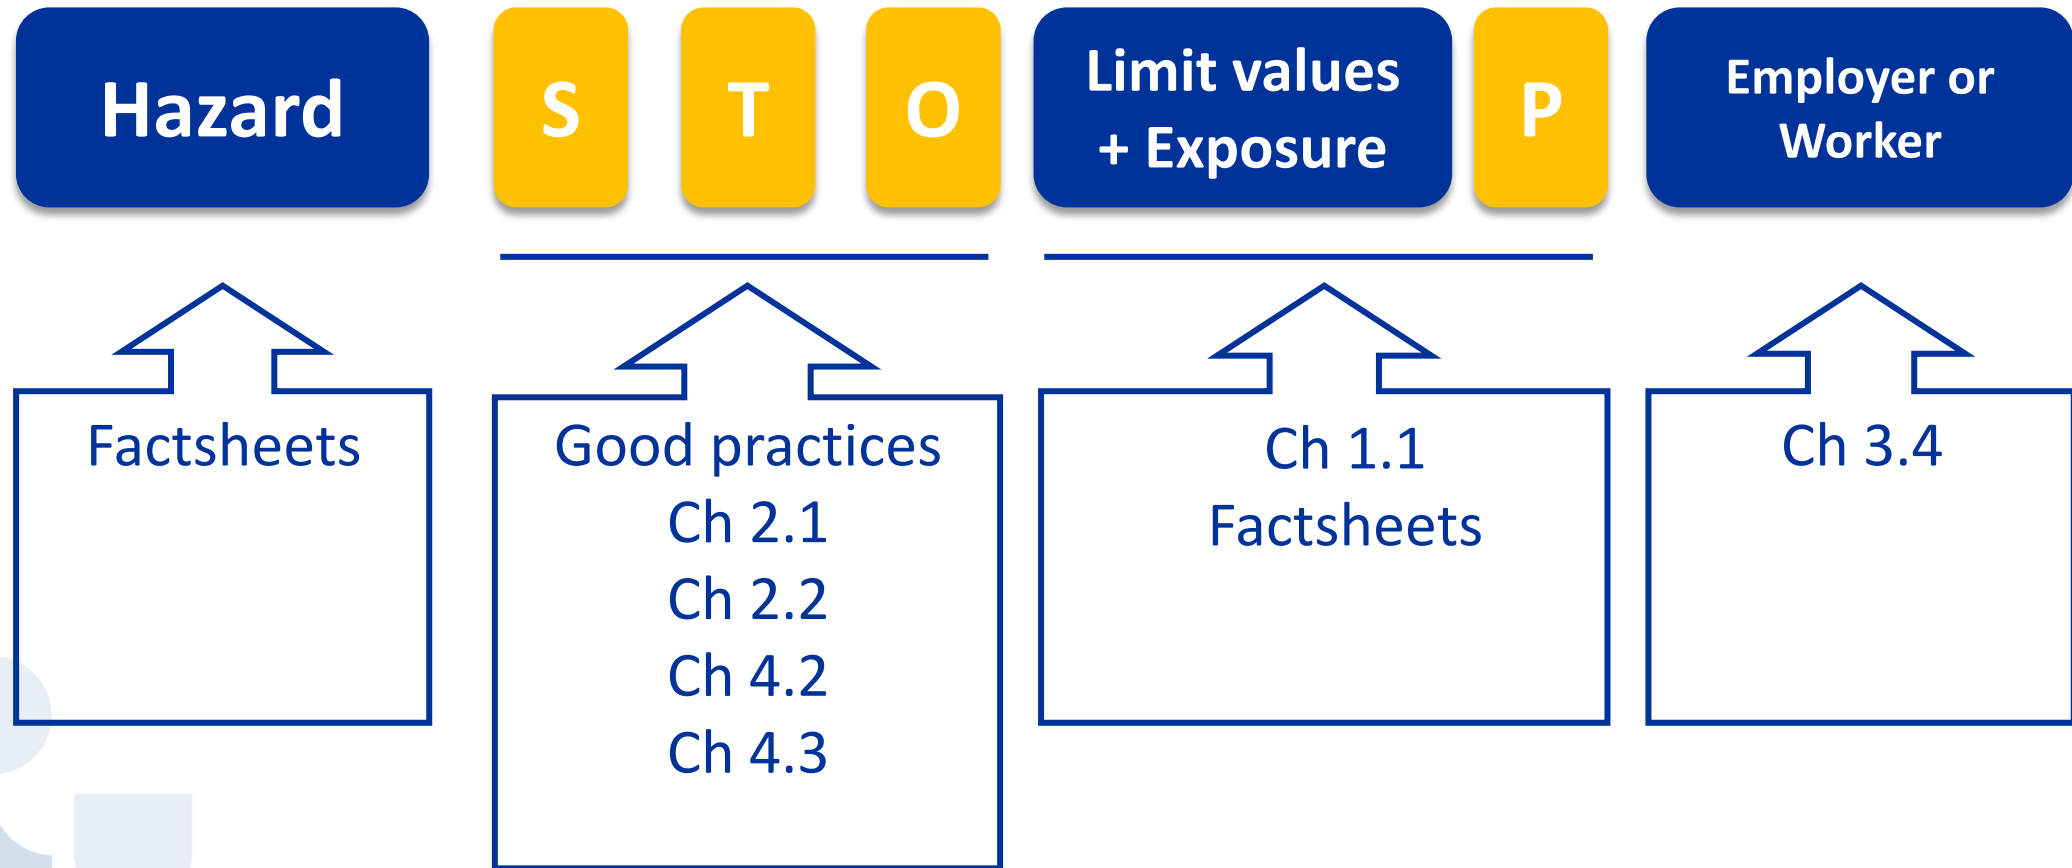 Hazard
S
T
O
Limit values
+ Exposure
P
Employer or
Worker
Factsheets
Good practices
Ch 2.1
Ch 2.2
Ch 4.2
Ch 4.3
Ch 1.1
Factsheets
Ch 3.4